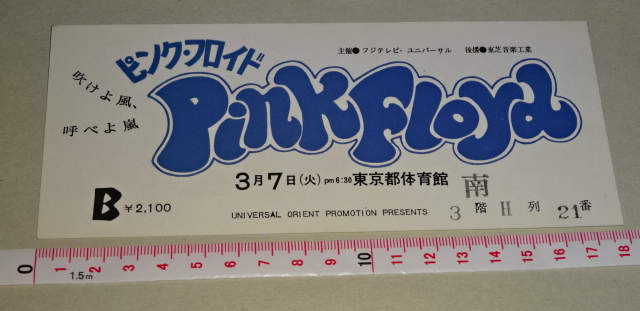 主催●フジテレビ・ユニバーサル 後援●東芝音楽工業
ピンク・フロイド
吹けよ風、
呼べよ嵐
Pink Floyd
3月7日(火)pm6:30東京都体育館 南
B ¥2,100
UNIVERSAL ORIENT PROMOTION PRESENTS
3 階 H 列 21 番
0 1 2 3 4 5 6 7 8 9 10 11 12 13 14 15 16 17 18
1.5m